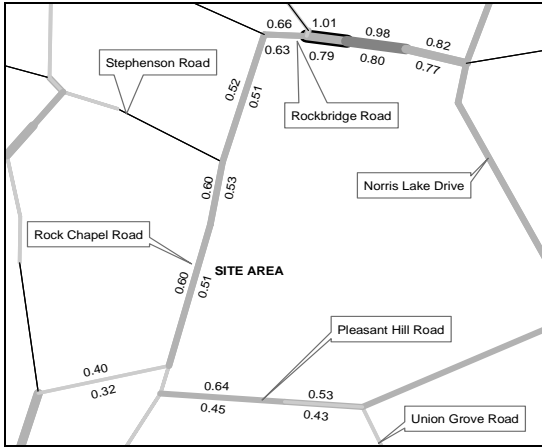 0.66
1.01
0.98
0.82
0.63
0.79
0.80
0.77
Stephenson Road
Rockbridge Road
0.52
0.51
Norris Lake Drive
0.60
0.53
Rock Chapel Road
SITE AREA
0.60
0.51
Pleasant Hill Road
0.40
0.32
0.64
0.53
0.45
0.43
Union Grove Road